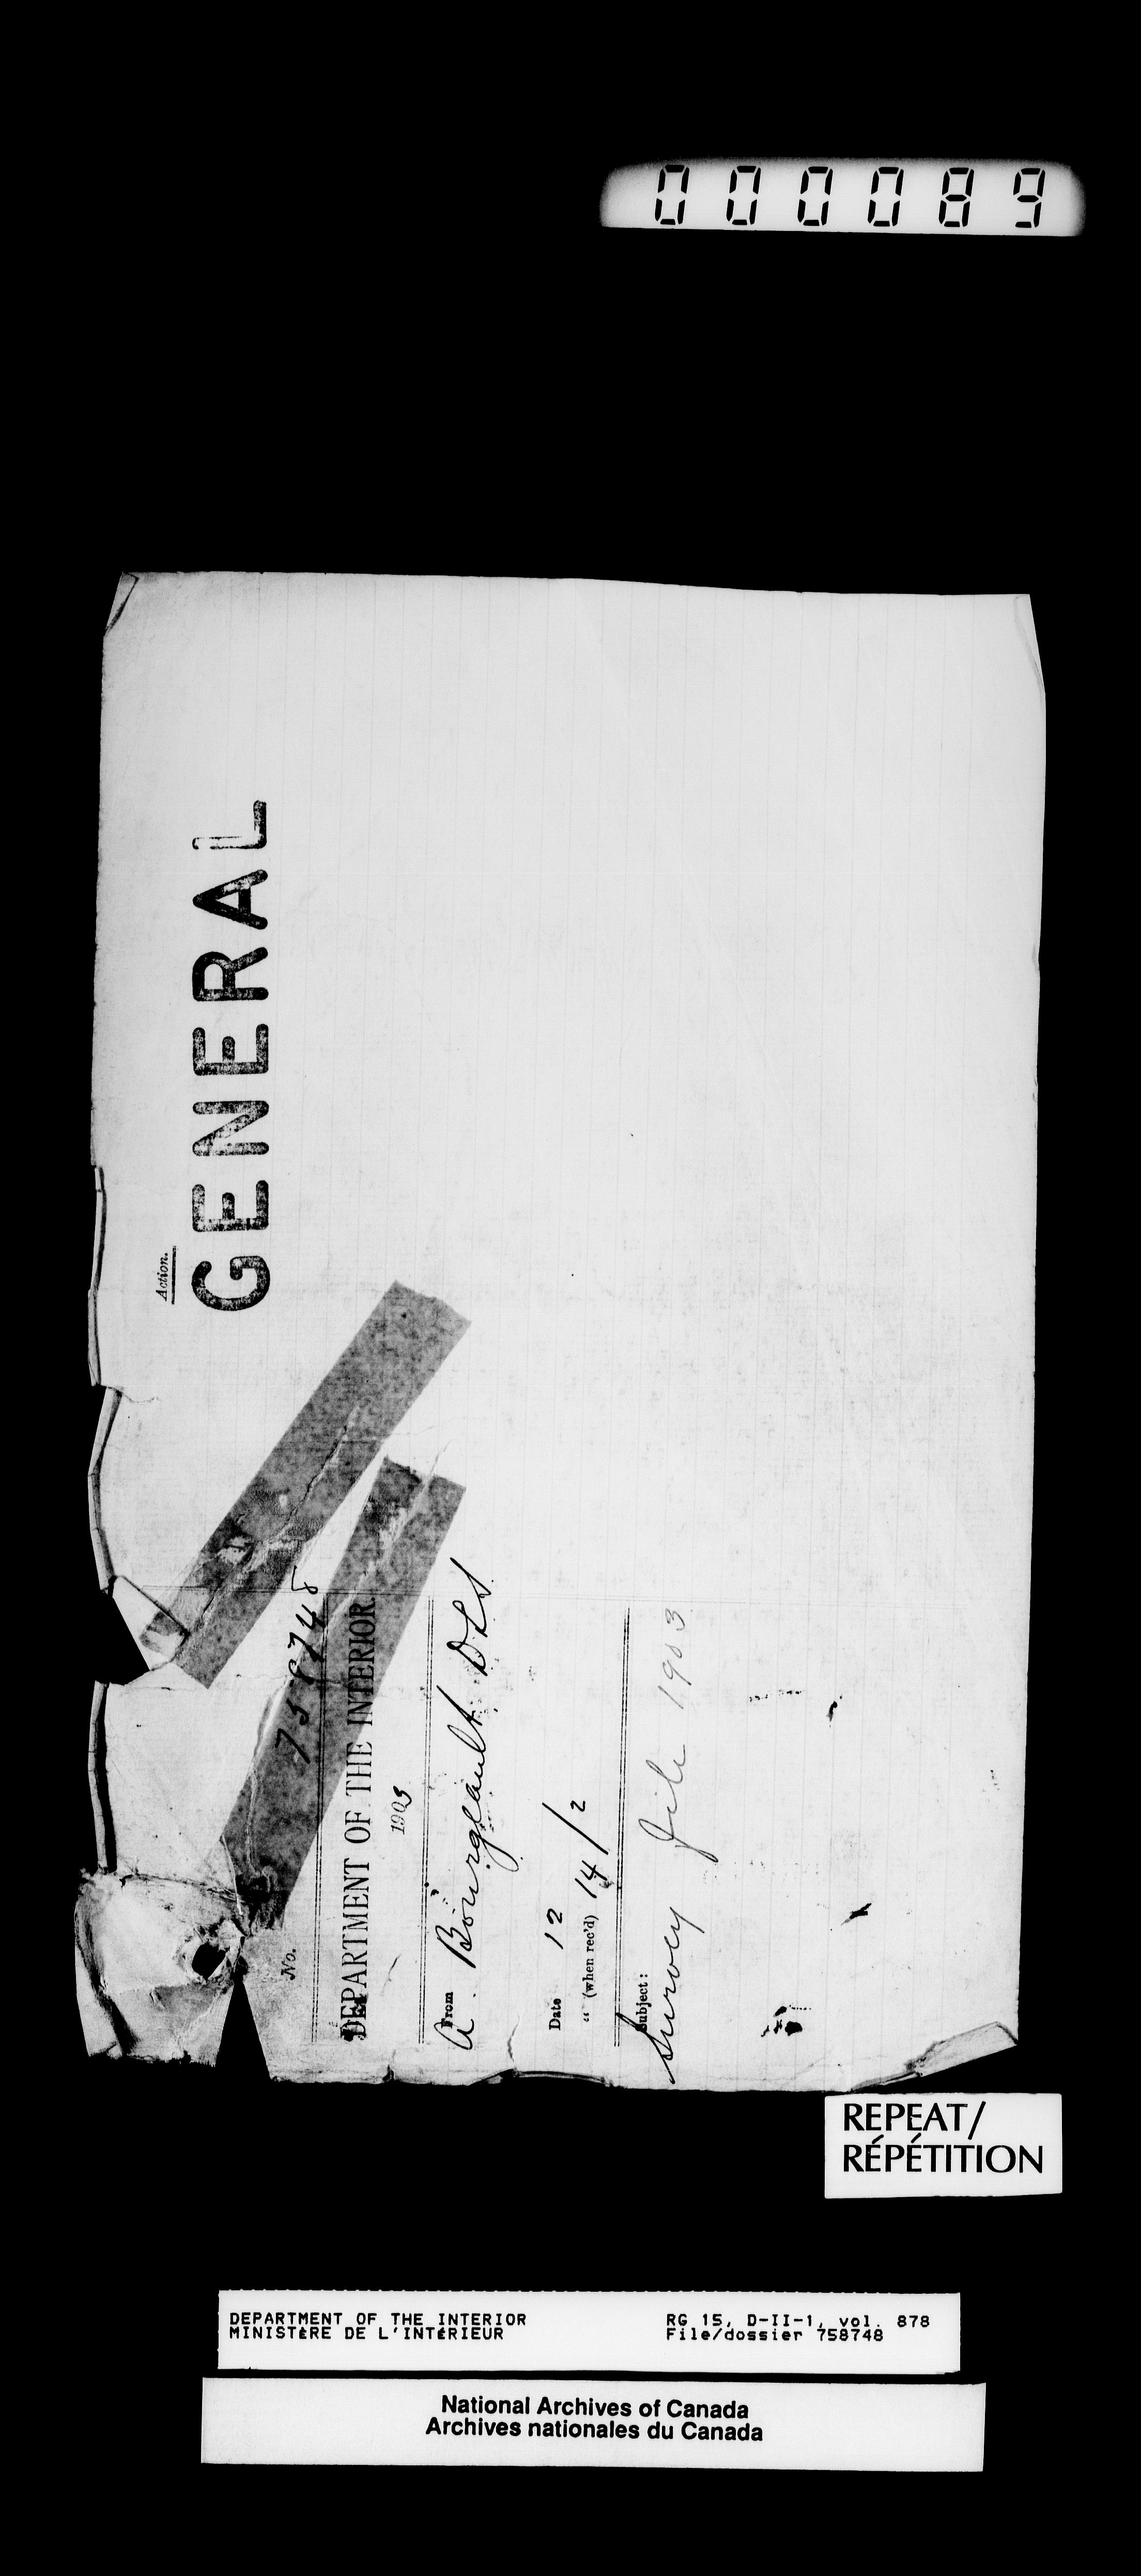 000089
Action.
GENERAL
No. 758748
DEPARTMENT OF THE INTERIOR.
1903
From
A. Bourgeault DLS
Date 12
" (when rec'd) 14/2
Subject:
Survey file 1903
REPEAT/
RÉPÉTITION
DEPARTMENT OF THE INTERIOR
MINISTÈRE DE L'INTÉRIEUR
RG 15, D-II-1, vol. 878
File/dossier 758748
National Archives of Canada
Archives nationales du Canada